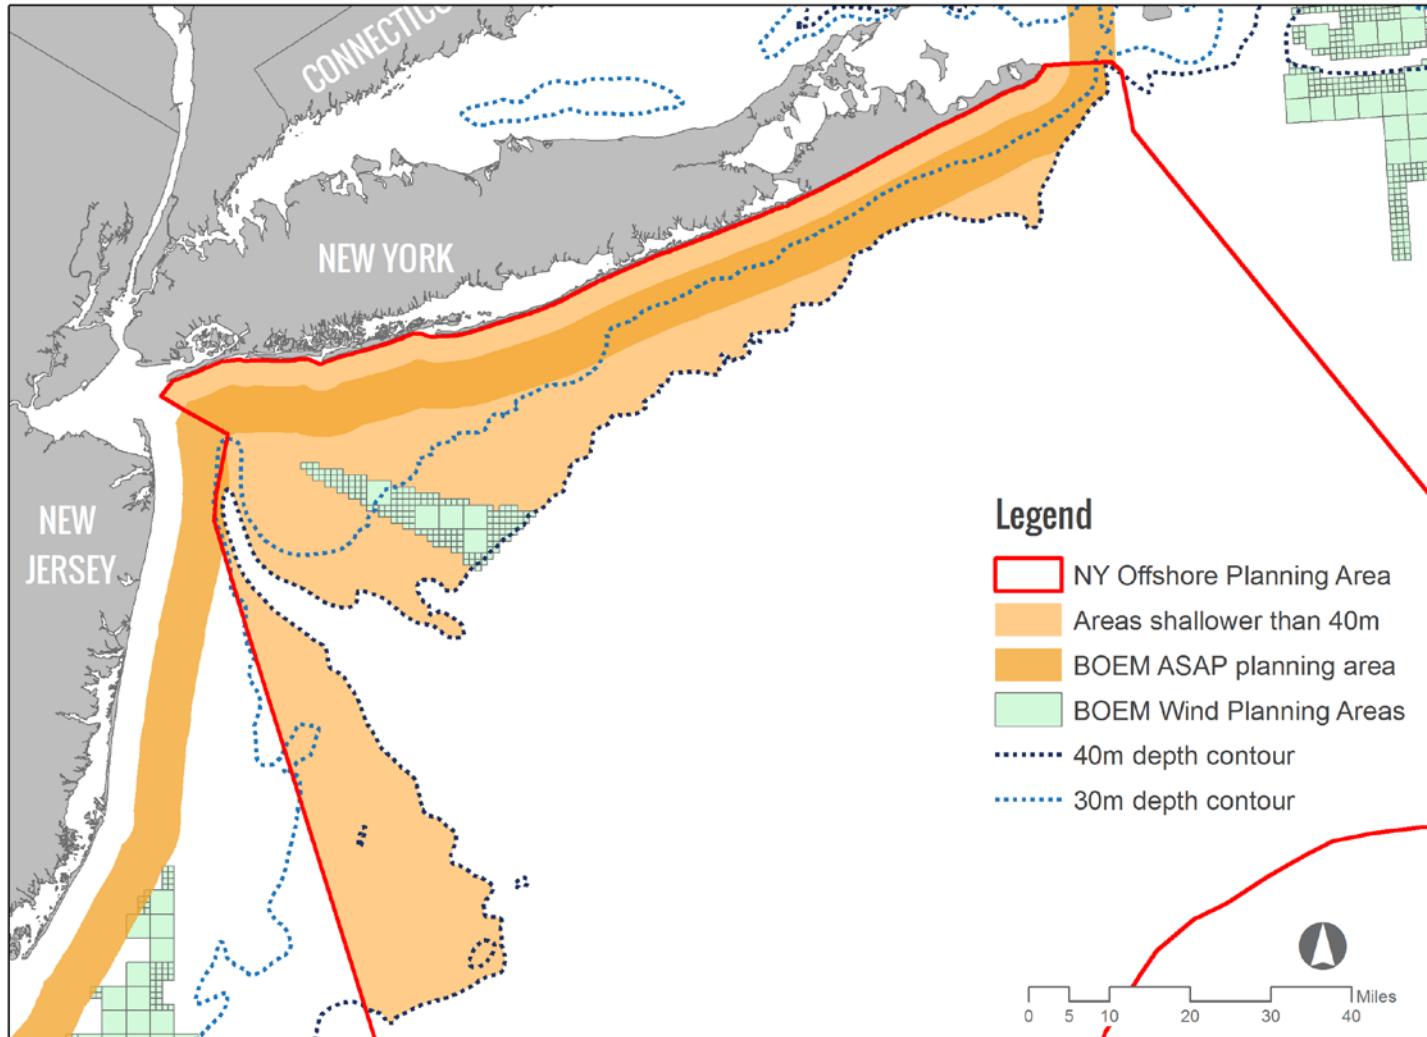 CONNECTICUT
NEW YORK
NEW
JERSEY
Legend
NY Offshore Planning Area
Areas shallower than 40m
BOEM ASAP planning area
BOEM Wind Planning Areas
40m depth contour
30m depth contour
Miles
0 5 10 20 30 40